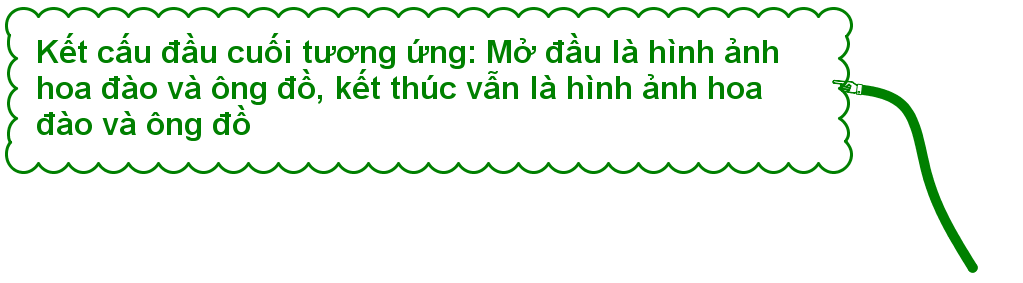 Kết cấu đầu cuối tương ứng: Mở đầu là hình ảnh
hoa đào và ông đồ, kết thúc vẫn là hình ảnh hoa
đào và ông đồ